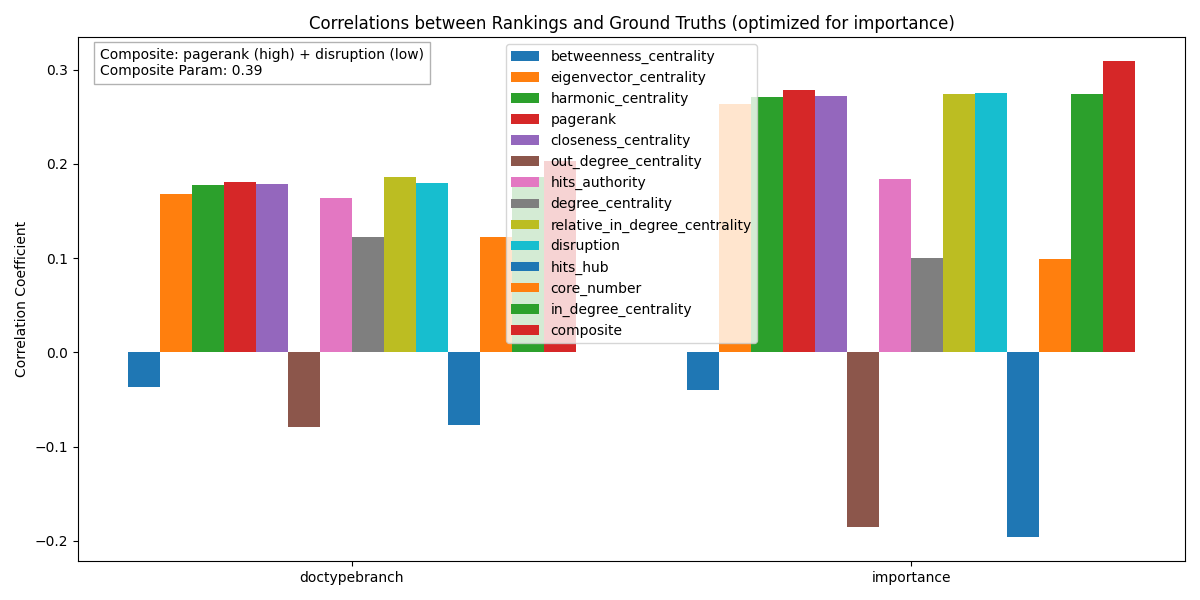 Correlations between Rankings and Ground Truths (optimized for importance)
Composite: pagerank (high) + disruption (low)
Composite Param: 0.39
betweenness_centrality
eigenvector_centrality
harmonic_centrality
pagerank
closeness_centrality
out_degree_centrality
hits_authority
degree_centrality
relative_in_degree_centrality
disruption
hits_hub
core_number
in_degree_centrality
composite
Correlation Coefficient
0.3
0.2
0.1
0.0
−0.1
−0.2
doctypebranch
importance